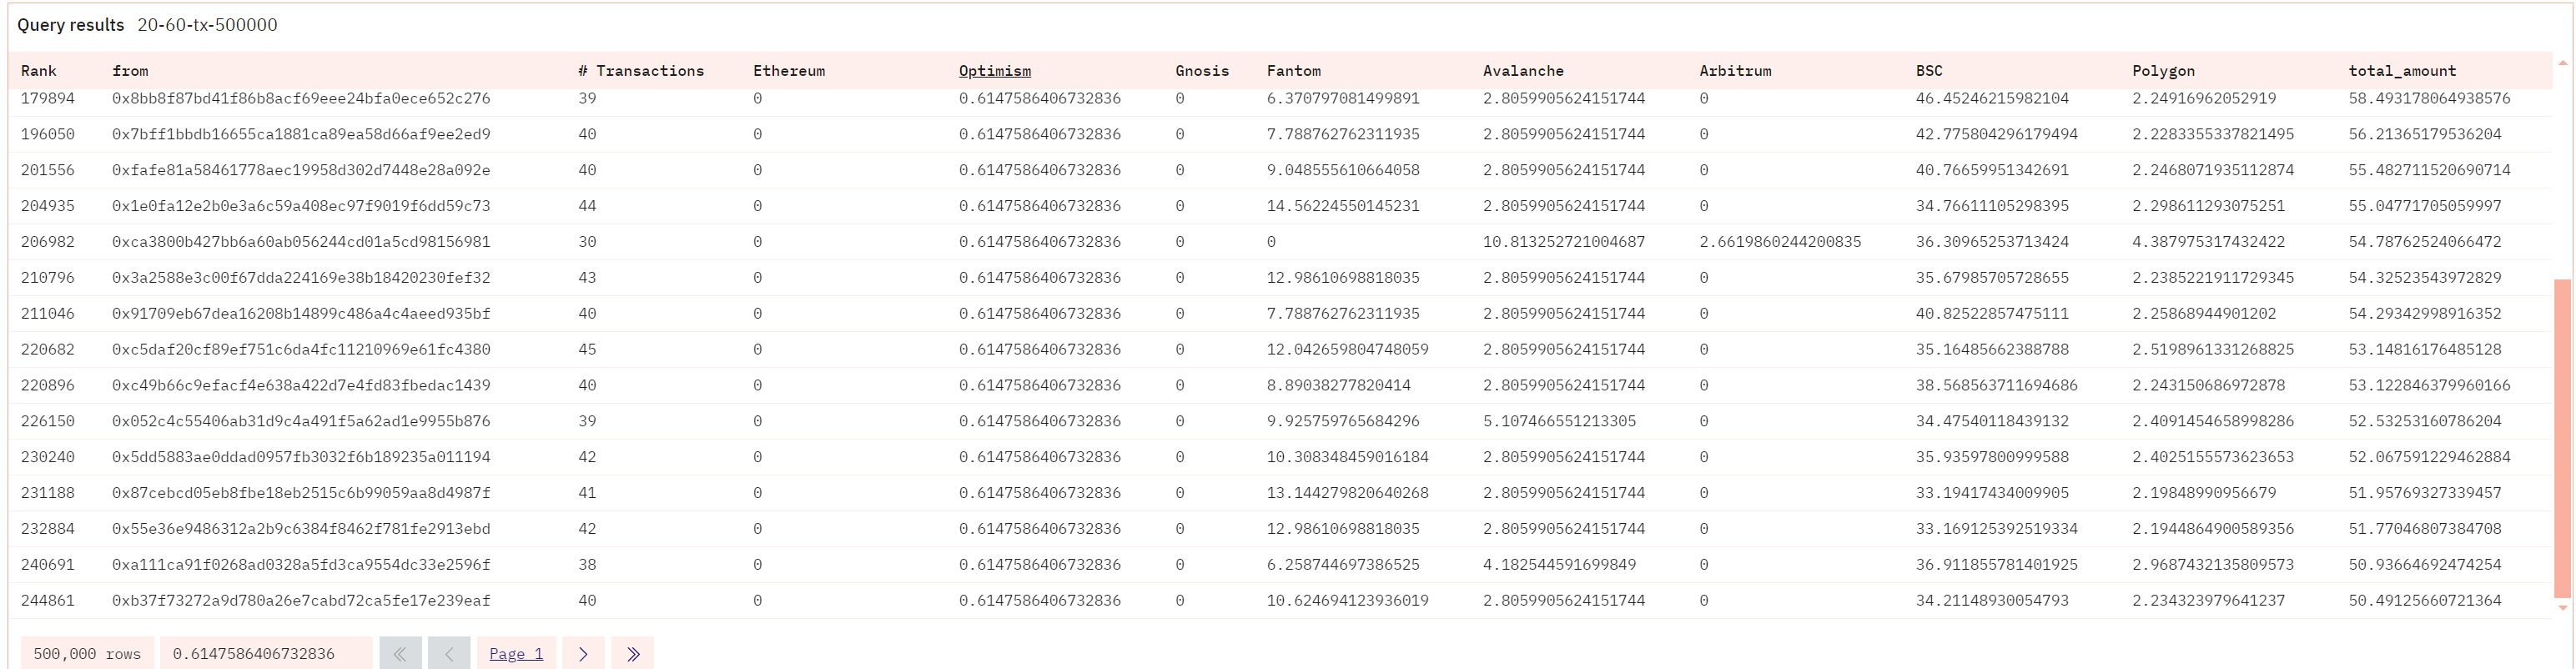 Query results 20-60-tx-500000
Rank from # Transactions Ethereum Optimism Gnosis Fantom Avalanche Arbitrum BSC Polygon total_amount
179894 0x8bb8f87bd41f86b8acf69eee24bfa0ece652c276 39 0 0.6147586406732836 0 6.370797081499891 2.8059905624151744 0 46.45246215982104 2.24916962052919 58.493178064938576
196050 0x7bff1bbdb16655ca1881ca89ea58d66af9ee2ed9 40 0 0.6147586406732836 0 7.788762762311935 2.8059905624151744 0 42.775804296179494 2.2283355337821495 56.21365179536204
201556 0xfafe81a58461778aec19958d302d7448e28a092e 40 0 0.6147586406732836 0 9.048555610664058 2.8059905624151744 0 40.76659951342691 2.2468071935112874 55.482711520690714
204935 0x1e0fa12e2b0e3a6c59a408ec97f9019f6dd59c73 44 0 0.6147586406732836 0 14.56224550145231 2.8059905624151744 0 34.76611105298395 2.298611293075251 55.04771705059997
206982 0xca3800b427bb6a60ab056244cd01a5cd98156981 30 0 0.6147586406732836 0 0 10.813252721004687 2.6619860244200835 36.30965253713424 4.387975317432422 54.78762524066472
210796 0x3a2588e3c00f67dda224169e38b18420230fef32 43 0 0.6147586406732836 0 12.98610698818035 2.8059905624151744 0 35.67985705728655 2.2385221911729345 54.32523543972829
211046 0x91709eb67dea16208b14899c486a4c4aeed935bf 40 0 0.6147586406732836 0 7.788762762311935 2.8059905624151744 0 40.82522857475111 2.25868944901202 54.29342998916352
220682 0xc5daf20cf89ef751c6da4fc11210969e61fc4380 45 0 0.6147586406732836 0 12.042659804748059 2.8059905624151744 0 35.16485662388788 2.5198961331268825 53.14816176485128
220896 0xc49b66c9efacf4e638a422d7e4fd83fbedac1439 40 0 0.6147586406732836 0 8.89038277820414 2.8059905624151744 0 38.568563711694686 2.243150686972878 53.122846379960166
226150 0x052c4c55406ab31d9c4a491f5a62ad1e9955b876 39 0 0.6147586406732836 0 9.925759765684296 5.107466551213305 0 34.47540118439132 2.4091454658998286 52.53253160786204
230240 0x5dd5883ae0ddad0957fb3032f6b189235a011194 42 0 0.6147586406732836 0 10.308348459016184 2.8059905624151744 0 35.93597800999588 2.4025155573623653 52.067591229462884
231188 0x87cebcd05eb8fbe18eb2515c6b99059aa8d4987f 41 0 0.6147586406732836 0 13.144279820640268 2.8059905624151744 0 33.19417434009905 2.19848990956679 51.95769327339457
232884 0x55e36e9486312a2b9c6384f8462f781fe2913ebd 42 0 0.6147586406732836 0 12.98610698818035 2.8059905624151744 0 33.169125392519334 2.1944864900589356 51.77046807384708
240691 0xa111ca91f0268ad0328a5fd3ca9554dc33e2596f 38 0 0.6147586406732836 0 6.258744697386525 4.182544591699849 0 36.911855781401925 2.9687432135809573 50.93664692474254
244861 0xb37f73272a9d780a26e7cabd72ca5fe17e239eaf 40 0 0.6147586406732836 0 10.624694123936019 2.8059905624151744 0 34.21148930054793 2.234323979641237 50.49125660721364
500,000 rows 0.6147586406732836 Page 1